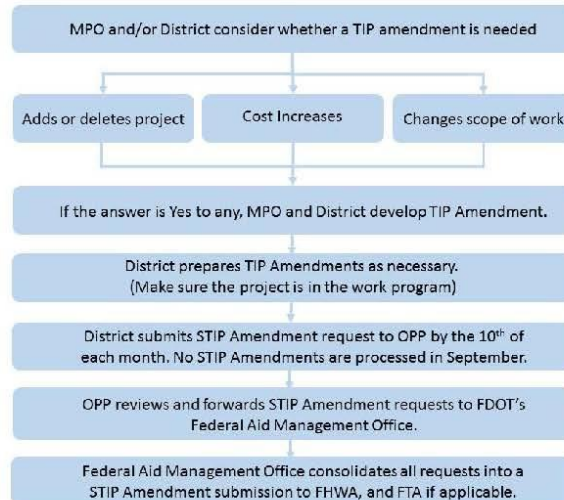 MPO and/or District consider whether a TIP amendment is needed
Adds or deletes project
Cost Increases
Changes scope of work
If the answer is Yes to any, MPO and District develop TIP Amendment.
District prepares TIP Amendments as necessary.
(Make sure the project is in the work program)
District submits STIP Amendment request to OPP by the 10th of
each month. No STIP Amendments are processed in September.
OPP reviews and forwards STIP Amendment requests to FDOT’s
Federal Aid Management Office.
Federal Aid Management Office consolidates all requests into a
STIP Amendment submission to FHWA, and FTA if applicable.